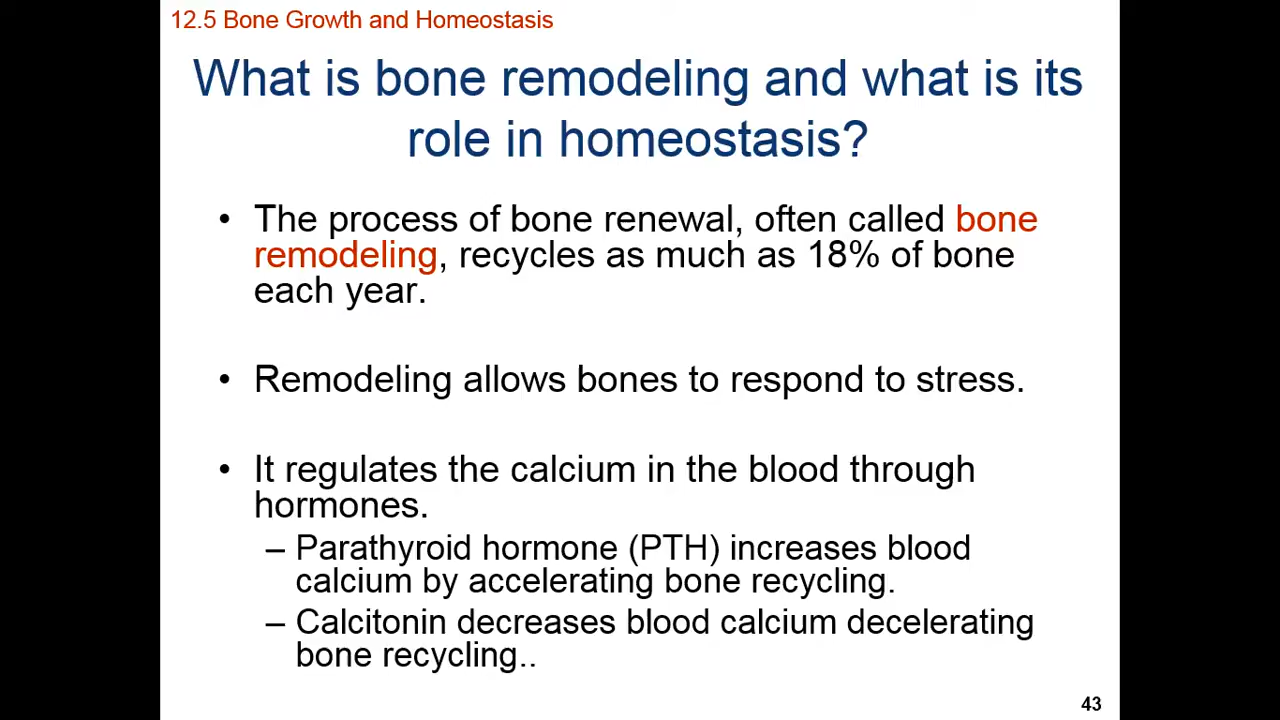 12.5 Bone Growth and Homeostasis
What is bone remodeling and what is its
role in homeostasis?
• The process of bone renewal, often called bone
remodeling, recycles as much as 18% of bone
each year.
• Remodeling allows bones to respond to stress.
• It regulates the calcium in the blood through
hormones.
– Parathyroid hormone (PTH) increases blood
calcium by accelerating bone recycling.
– Calcitonin decreases blood calcium decelerating
bone recycling..
43